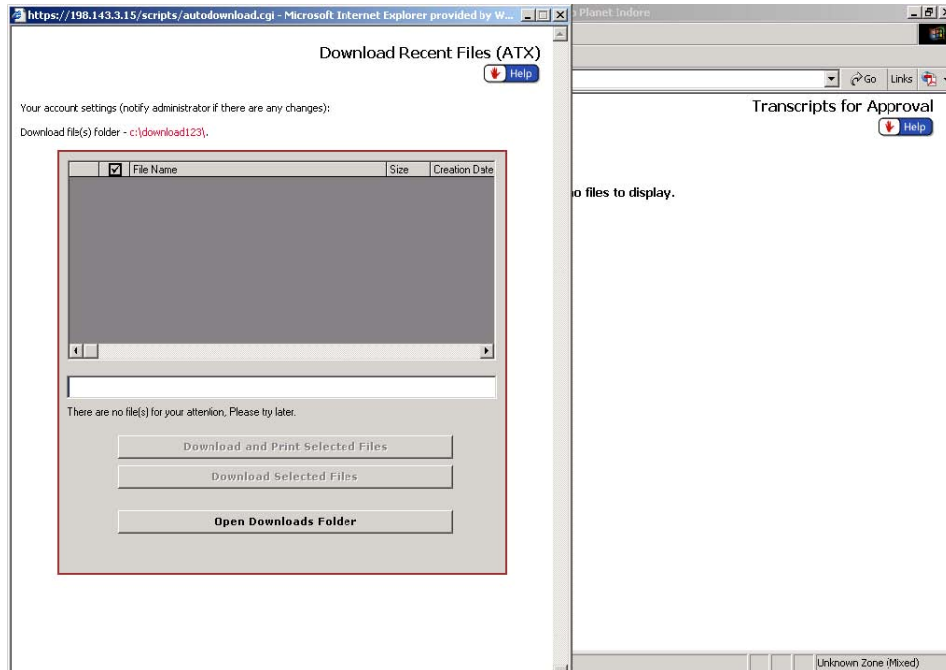 https://198.143.3.15/scripts/autodownload.cgi - Microsoft Internet Explorer provided by W...
Download Recent Files (ATX)
Help
Your account settings (notify administrator if there are any changes):
Download file(s) folder - c:\download123\.
File Name Size Creation Date
There are no file(s) for your attention, Please try later.
Download and Print Selected Files
Download Selected Files
Open Downloads Folder
Planet Indore
Go Links
Transcripts for Approval
Help
o files to display.
Unknown Zone (Mixed)